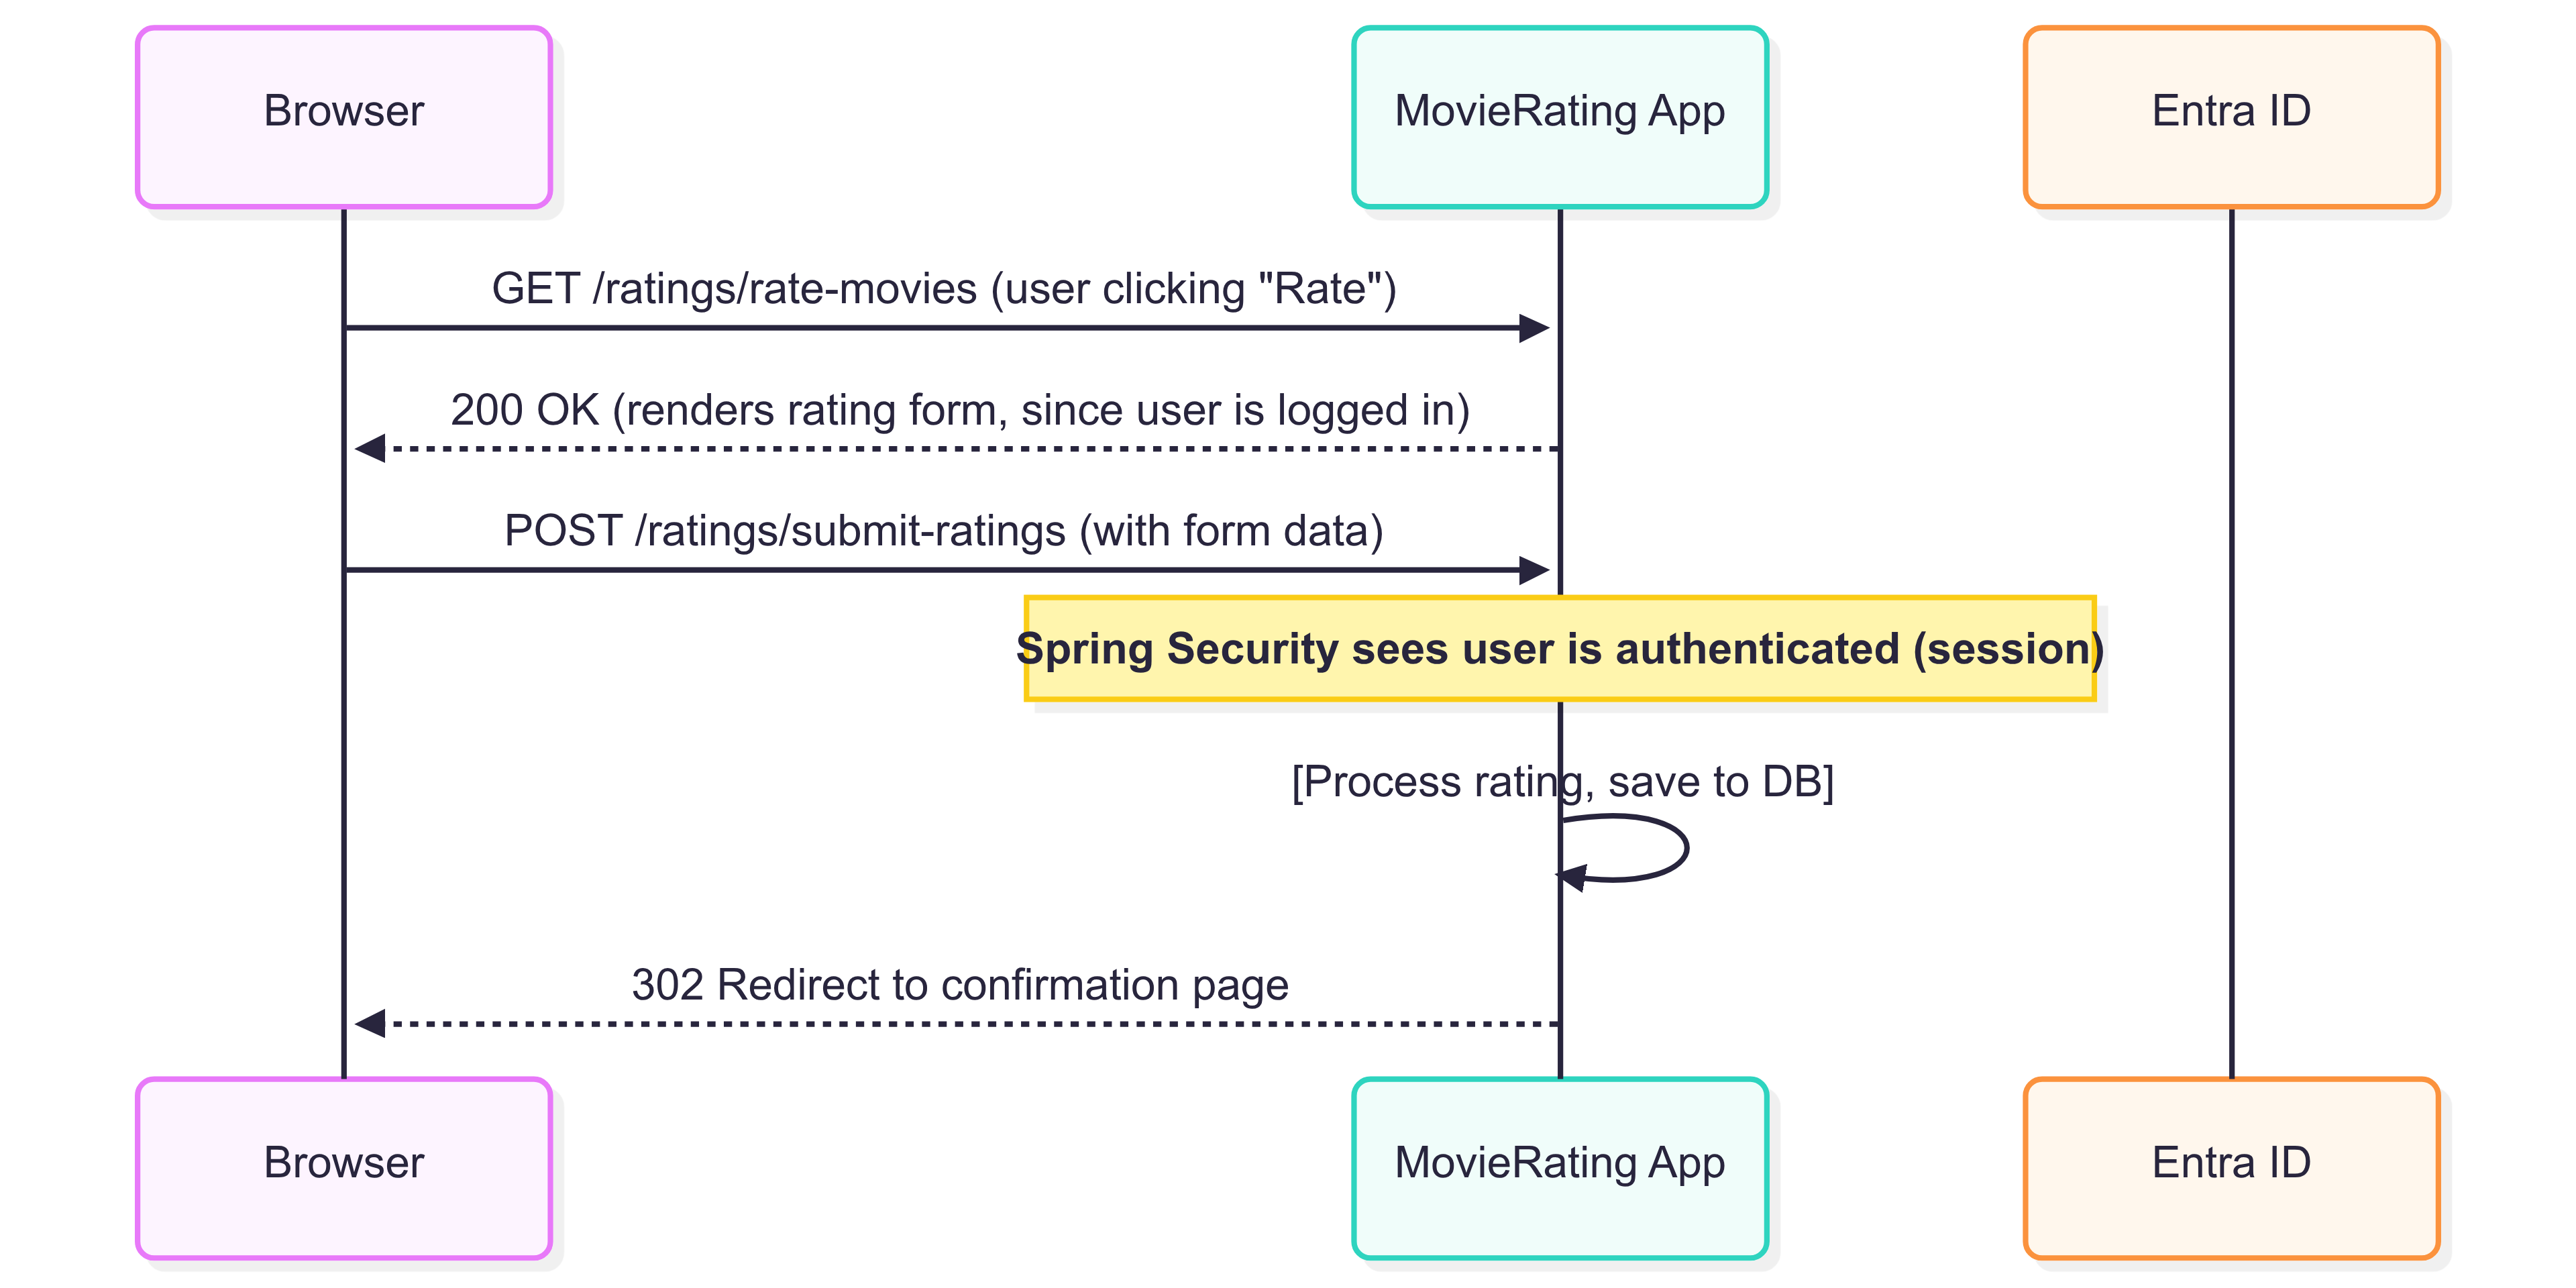 Browser
MovieRating App
Entra ID
GET /ratings/rate-movies (user clicking "Rate")
200 OK (renders rating form, since user is logged in)
POST /ratings/submit-ratings (with form data)
Spring Security sees user is authenticated (session)
[Process rating, save to DB]
302 Redirect to confirmation page
Browser
MovieRating App
Entra ID